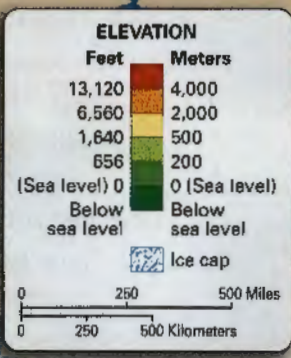 ELEVATION
Feet Meters
13,120 4,000
6,560 2,000
1,640 500
656 200
(Sea level) 0 0 (Sea level)
Below Below
sea level sea level
Ice cap
0 250 500 Miles
0 250 500 Kilometers